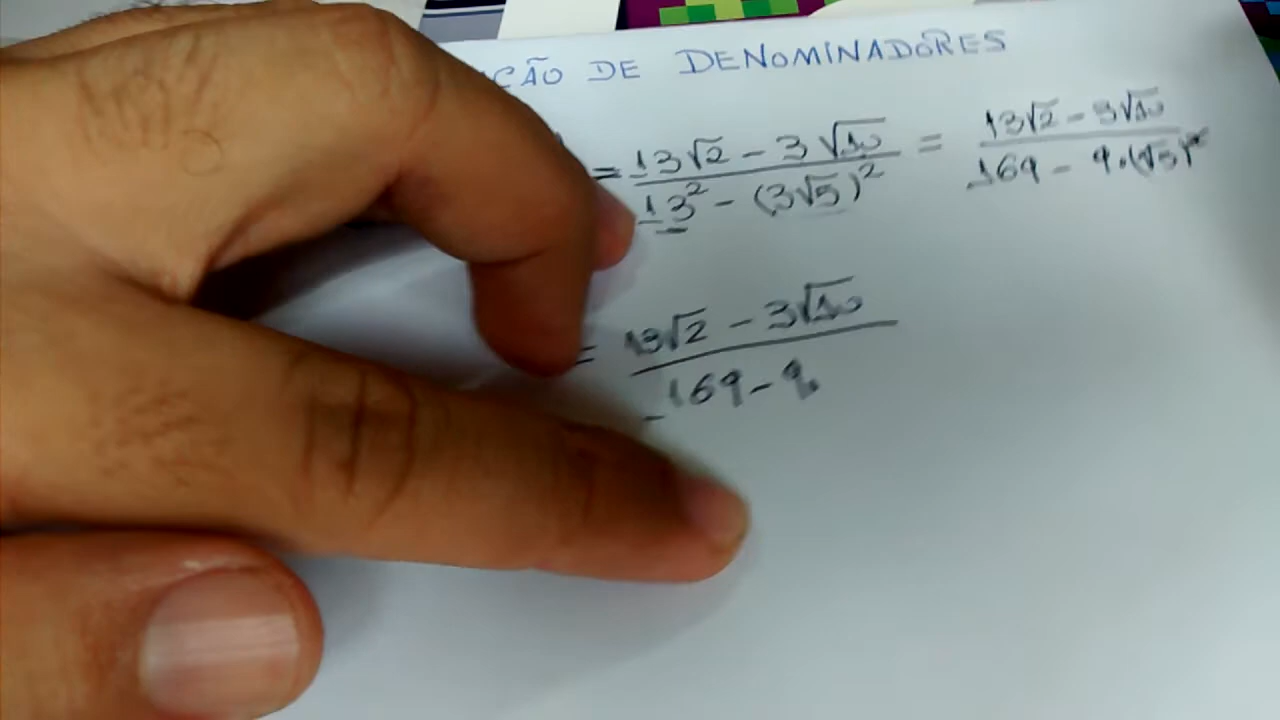 ÇÃO DE DENOMINADORES
= 13√2 - 3√10 / 13² - (3√5)² = 13√2 - 3√10 / 169 - 9.(√5)²
= 13√2 - 3√10 / 169 - 9.